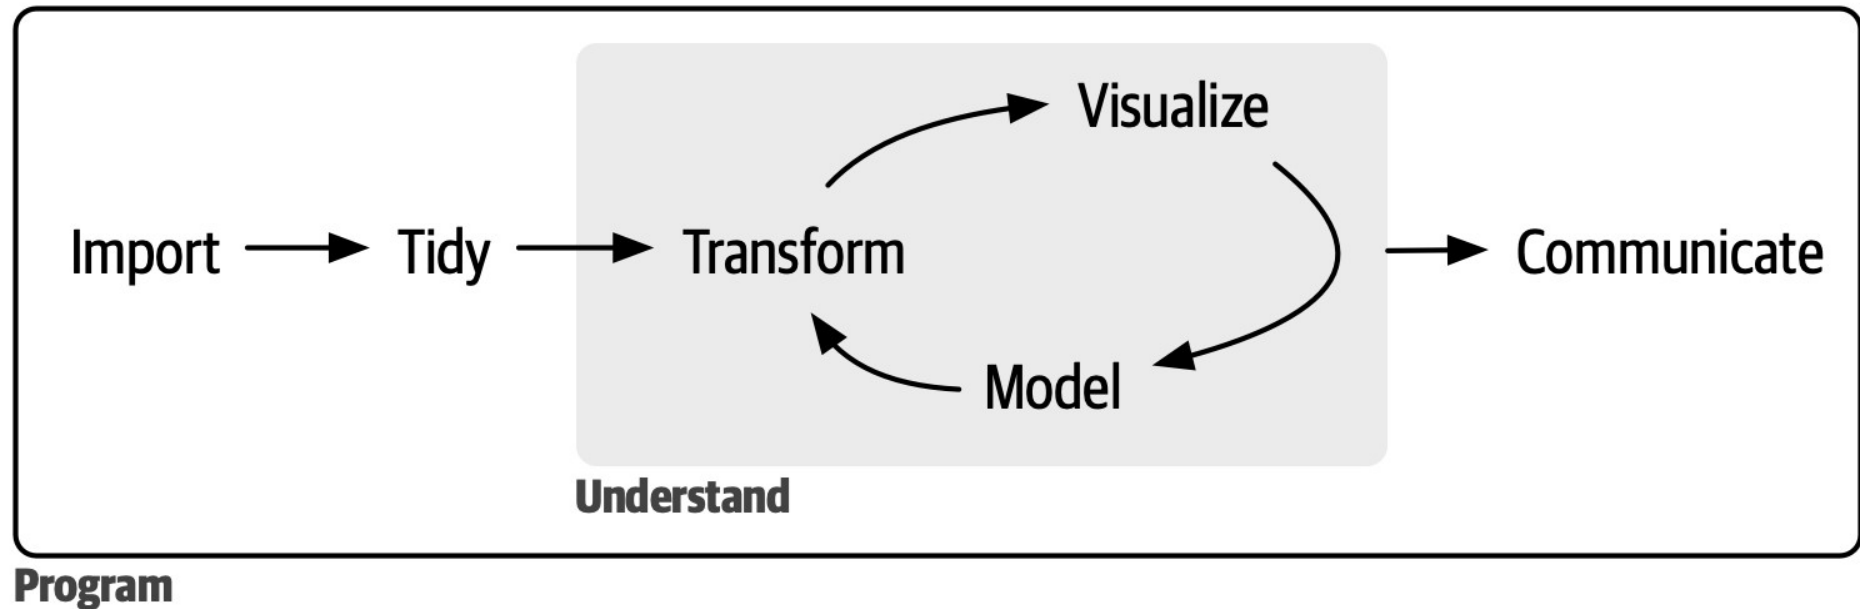 Import
Tidy
Transform
Visualize
Model
Communicate
Understand
Program